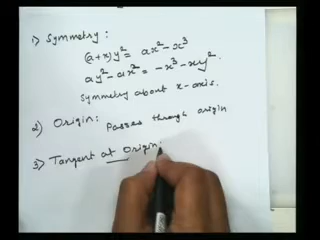 1) Symmetry:
(a+x)y² = ax² - x³
ay² - ax² = -x³ - xy².
Symmetry about x-axis.
2) Origin: Passes through origin
3) Tangent at Origin: